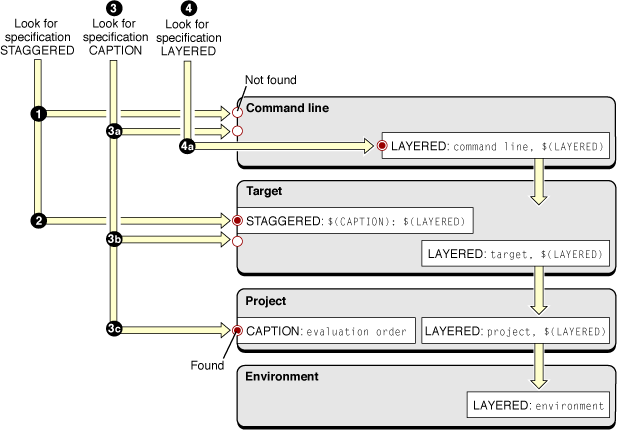 3
4
Look for
specification
STAGGERED
Look for
specification
CAPTION
Look for
specification
LAYERED
Not found
1
Command line
3a
4a
LAYERED: command line, $(LAYERED)
Target
2
STAGGERED: $(CAPTION): $(LAYERED)
3b
LAYERED: target, $(LAYERED)
Project
3c
CAPTION: evaluation order
LAYERED: project, $(LAYERED)
Found
Environment
LAYERED: environment